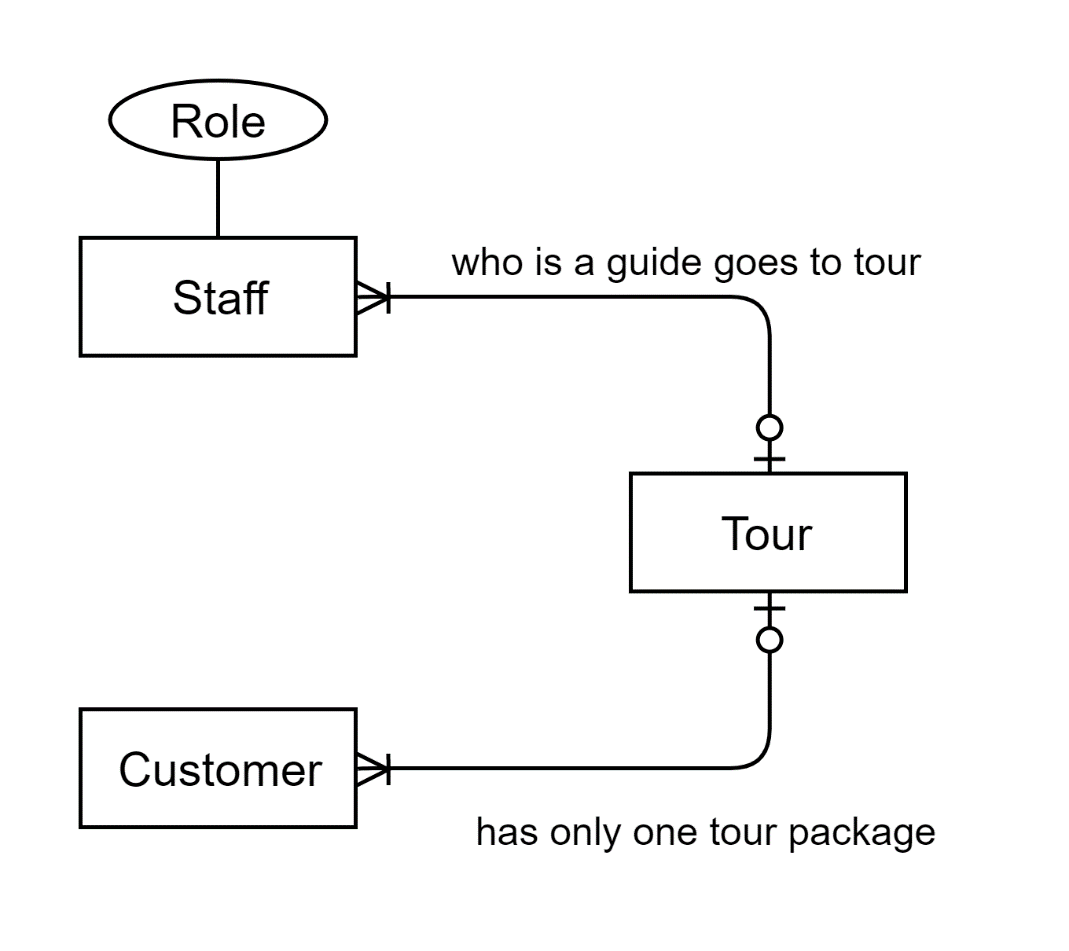 Role
Staff
who is a guide goes to tour
Tour
Customer
has only one tour package